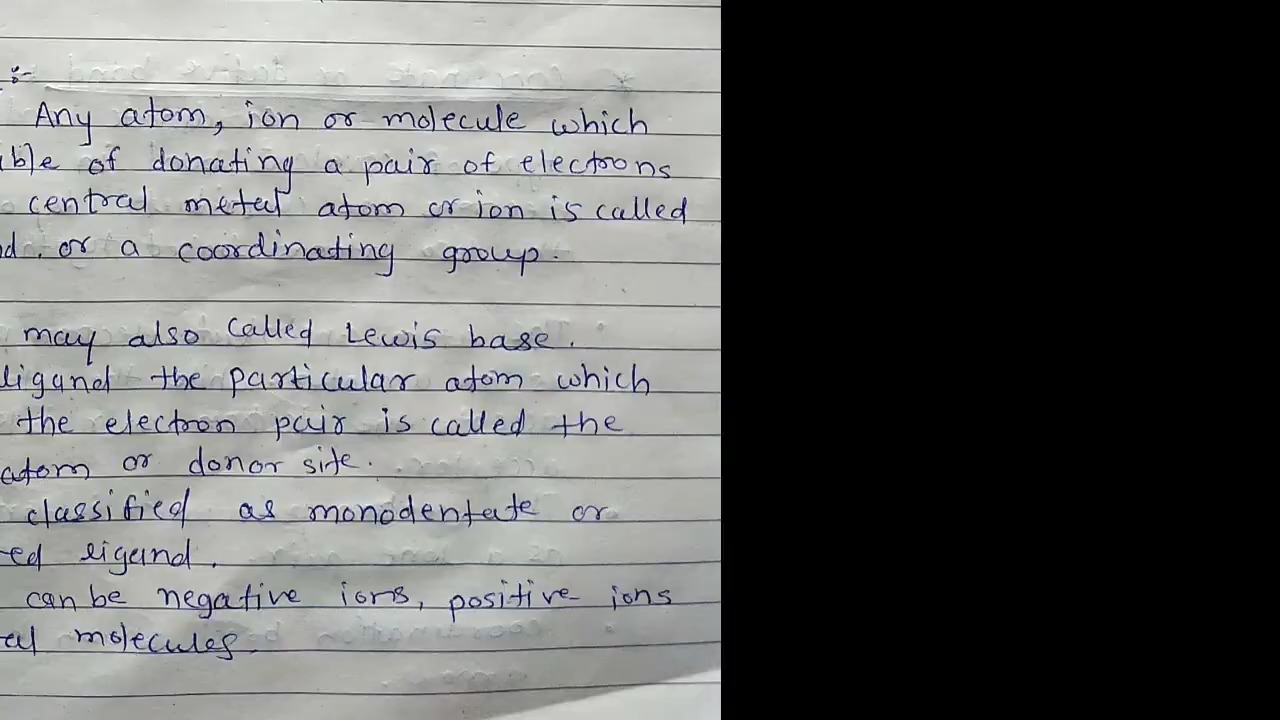 :-
Any atom, ion or molecule which
ble of donating a pair of electrons
central metal atom or ion is called
d. or a coordinating group.
may also called Lewis base.
ligand the particular atom which
the electron pair is called the
atom or donor site.
classified as monodentate or
ed ligand.
can be negative ions, positive ions
al molecules.